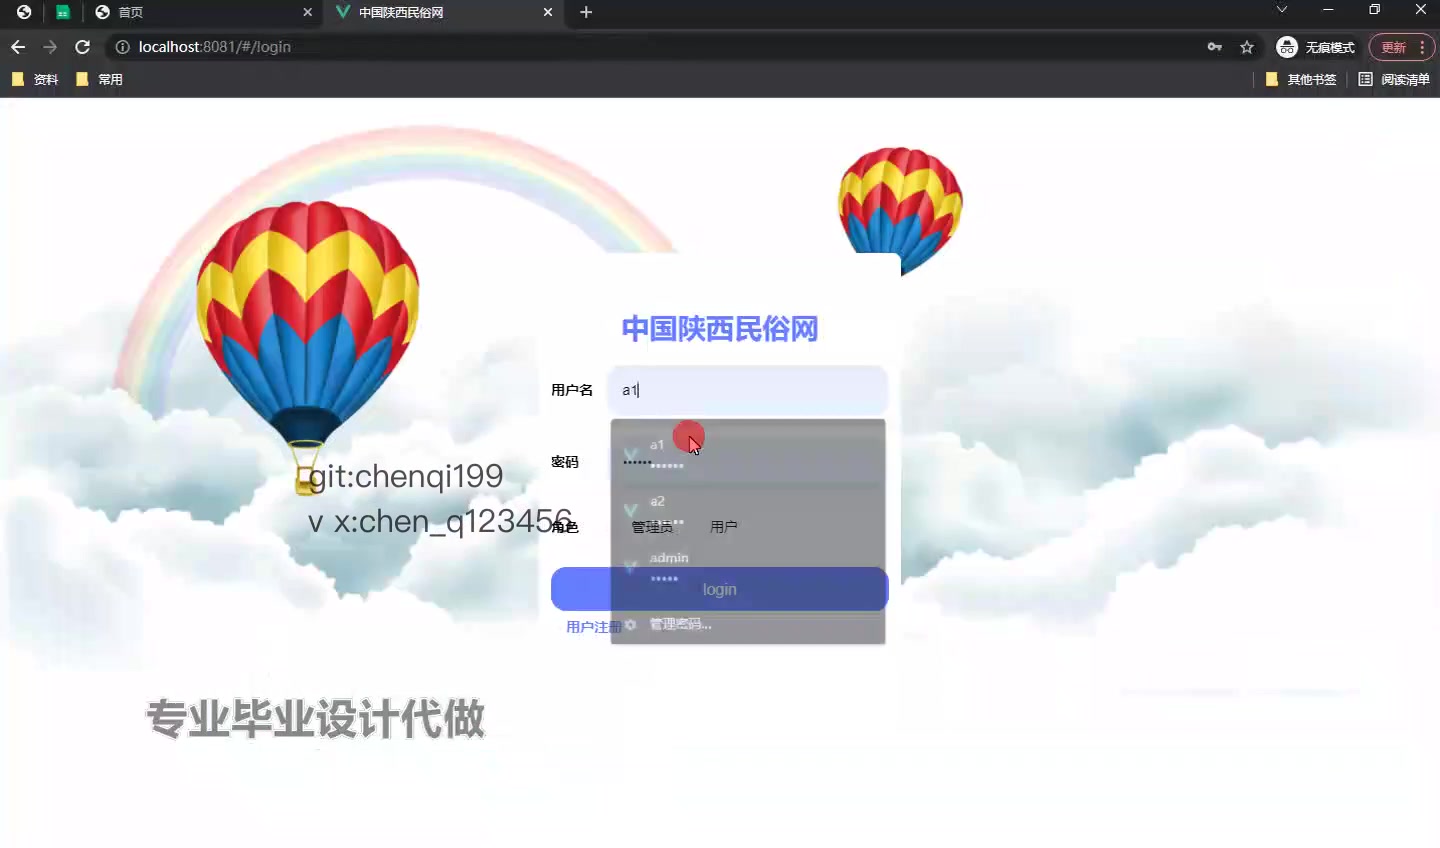 首页
中国陕西民俗网
localhost:8081/#/login
无痕模式
更新
资料
常用
其他书签
阅读清单
中国陕西民俗网
用户名
a1
a1
密码
••••••
••••••
a2
角色
管理员
用户
admin
•••••
login
用户注册
管理密码...
git:chenqi199
v x:chen_q123456
专业毕业设计代做